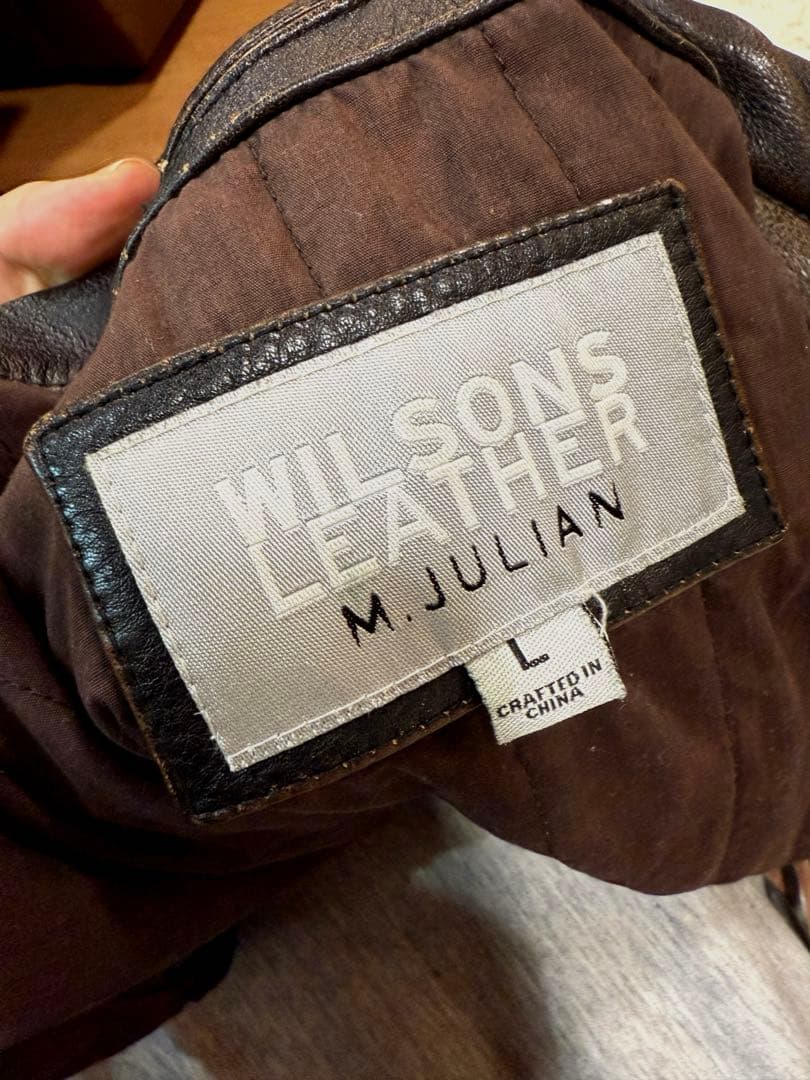 WILSONS
LEATHER
M. JULIAN
L
CRAFTED IN
CHINA